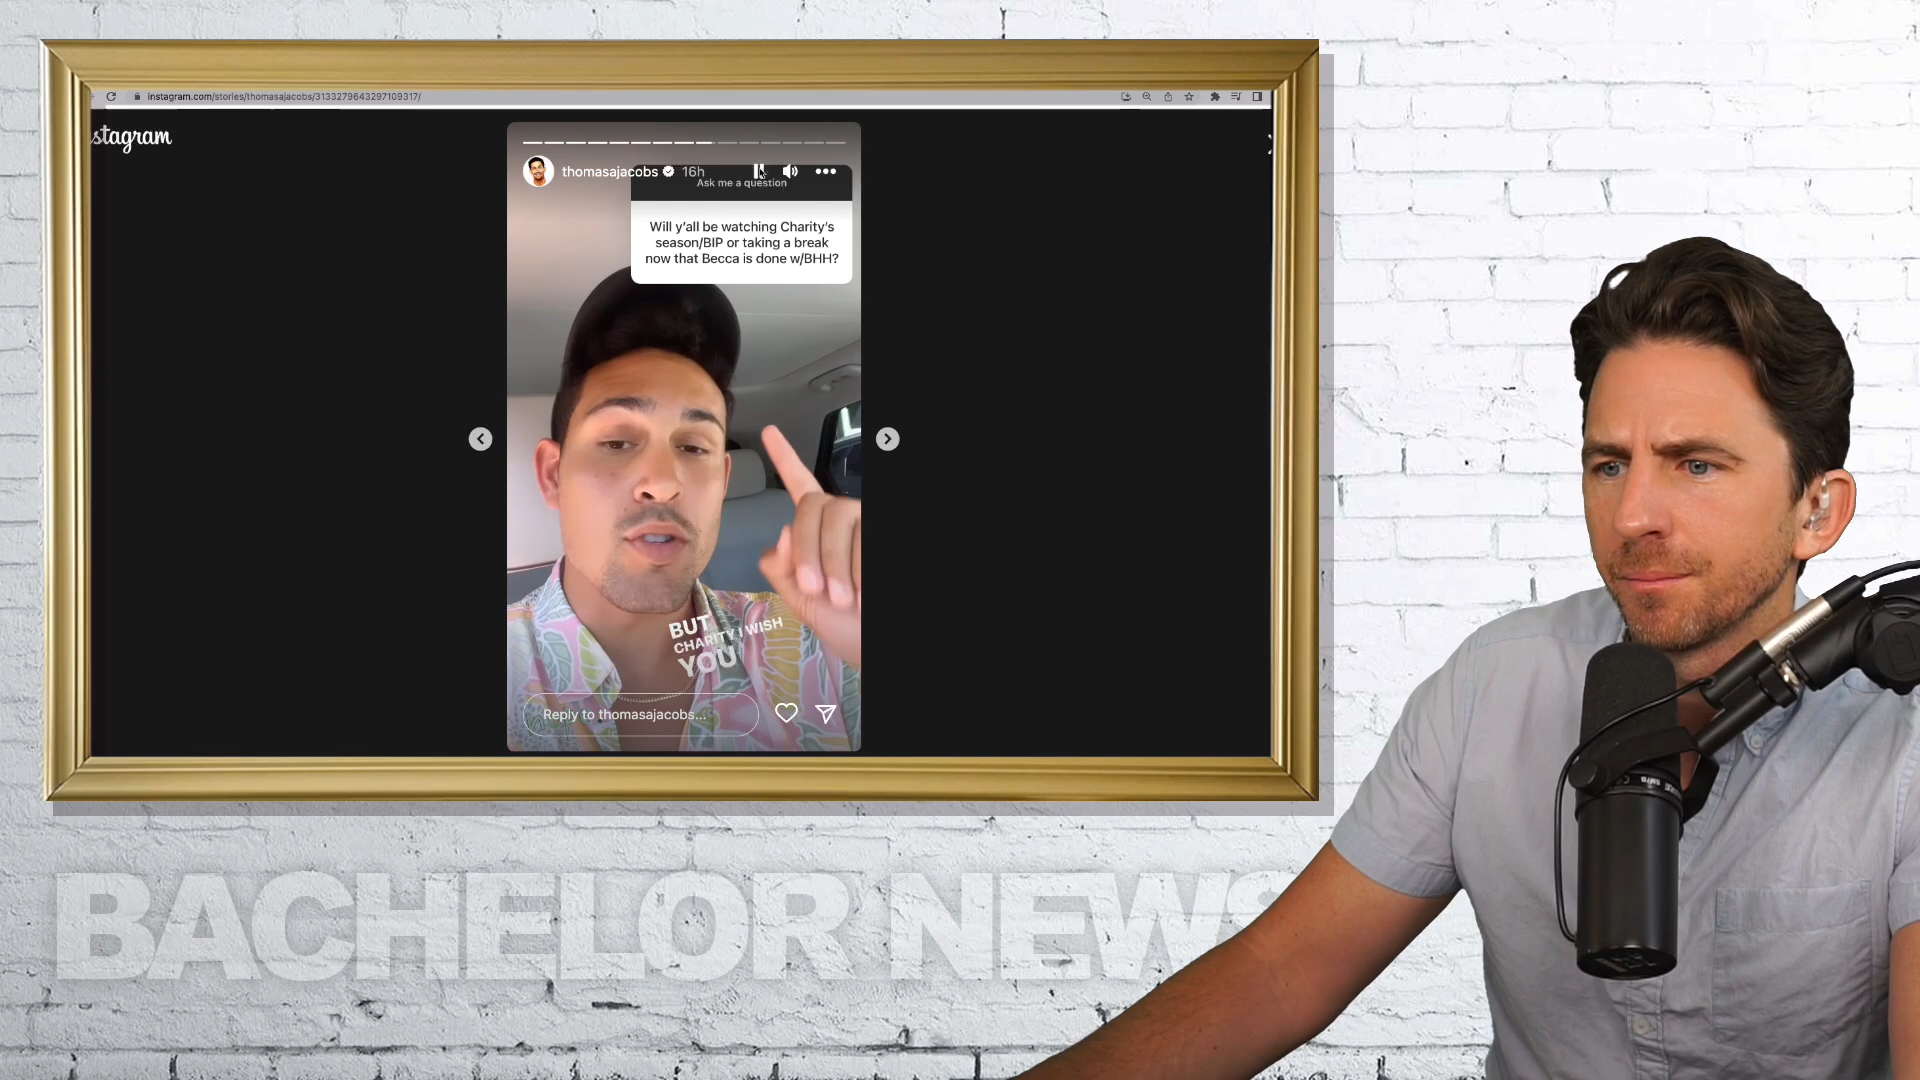 instagram.com/stories/thomasajacobs/3133279643297109317/
stagram
thomasajacobs 16h
Ask me a question
Will y'all be watching Charity's
season/BIP or taking a break
now that Becca is done w/BHH?
BUT
CHARITY I WISH
YOU
Reply to thomasajacobs...
BACHELOR NEWS